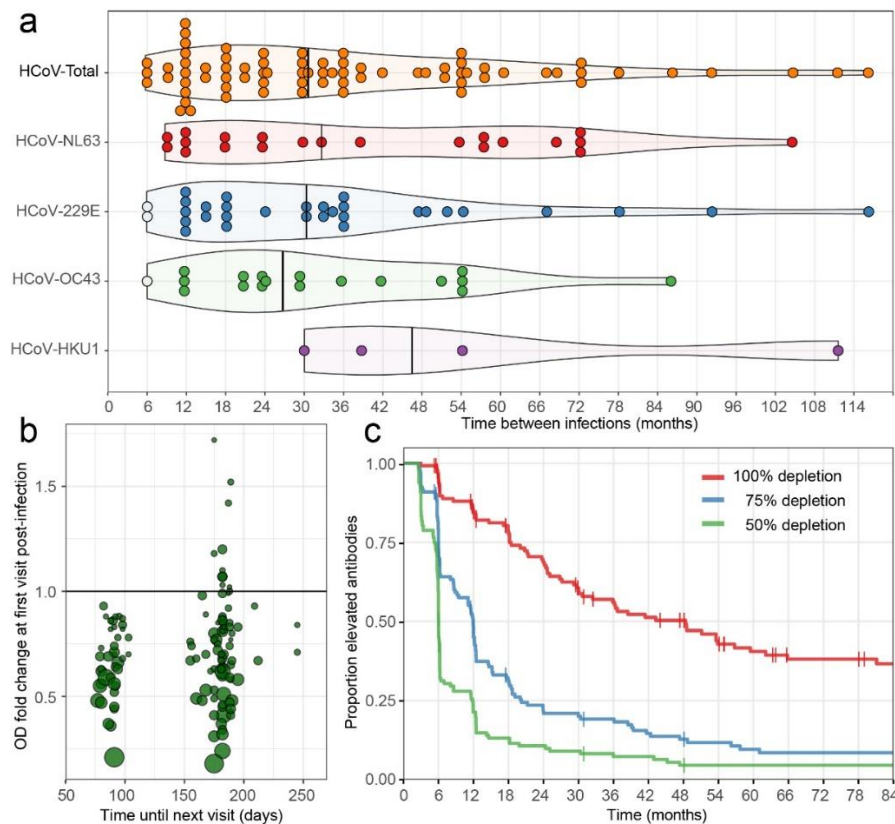 a
HCoV-Total
HCoV-NL63
HCoV-229E
HCoV-OC43
HCoV-HKU1
0 6 12 18 24 30 36 42 48 54 60 66 72 78 84 90 96 102 104 114
Time between infections (months)
b
OD fold change at first visit post-infection
1.5
1.0
0.5
50 100 150 200 250
Time until next visit (days)
c
Proportion elevated antibodies
1.00
0.75
0.50
0.25
0.00
100% depletion
75% depletion
50% depletion
0 6 12 18 24 30 36 42 48 54 60 66 72 78 84
Time (months)